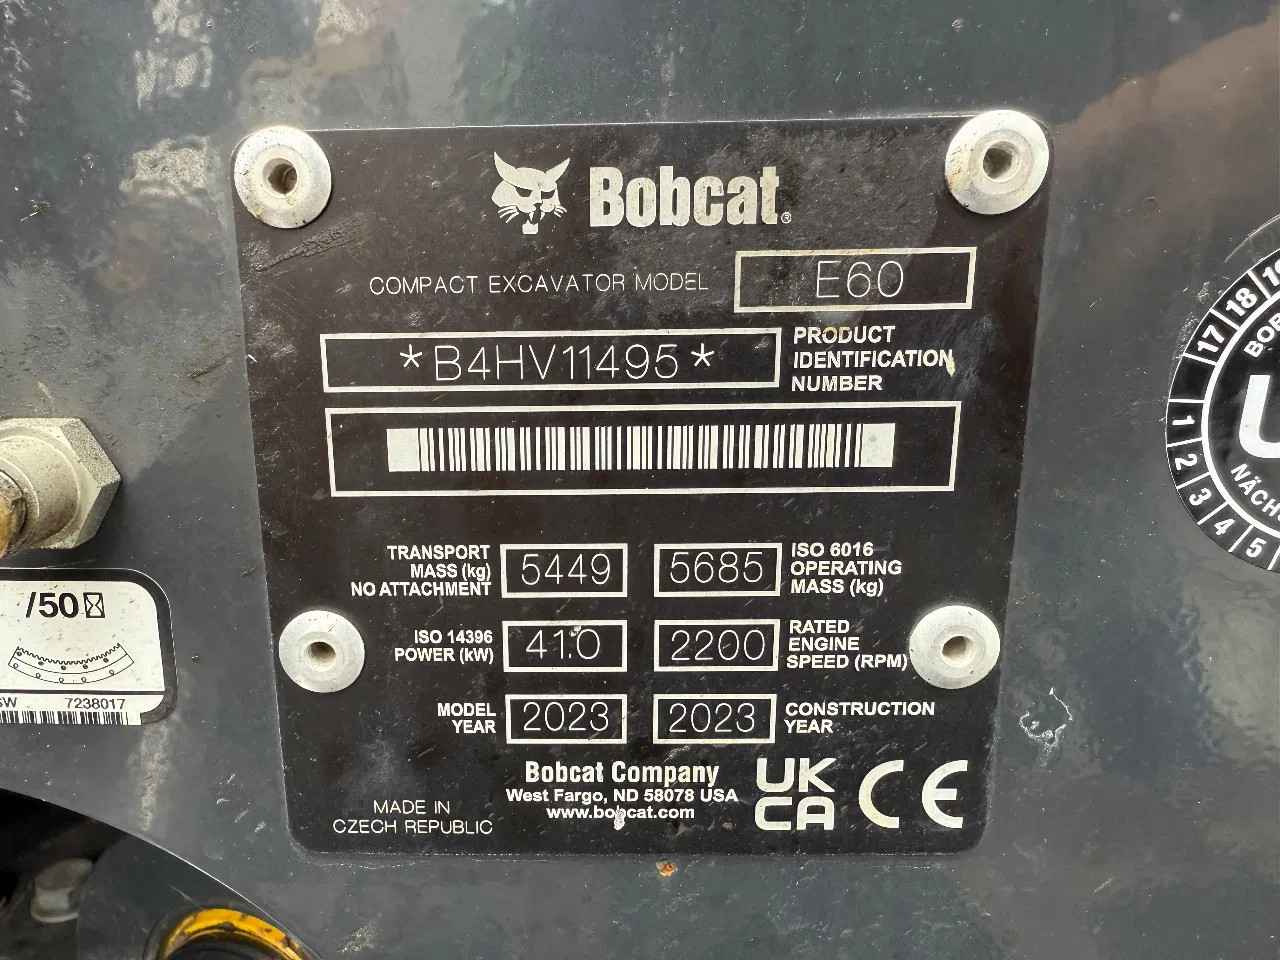 Bobcat®
COMPACT EXCAVATOR MODEL E60
*B4HV11495*
PRODUCT
IDENTIFICATION
NUMBER
TRANSPORT
MASS (kg)
NO ATTACHMENT
5449
5685
ISO 6016
OPERATING
MASS (kg)
ISO 14396
POWER (kW)
41.0
2200
RATED
ENGINE
SPEED (RPM)
MODEL
YEAR
2023
2023
CONSTRUCTION
YEAR
Bobcat Company
West Fargo, ND 58078 USA
www.bobcat.com
MADE IN
CZECH REPUBLIC
UK
CA
CE
/50
7238017
17 18
1 2 3 4 5